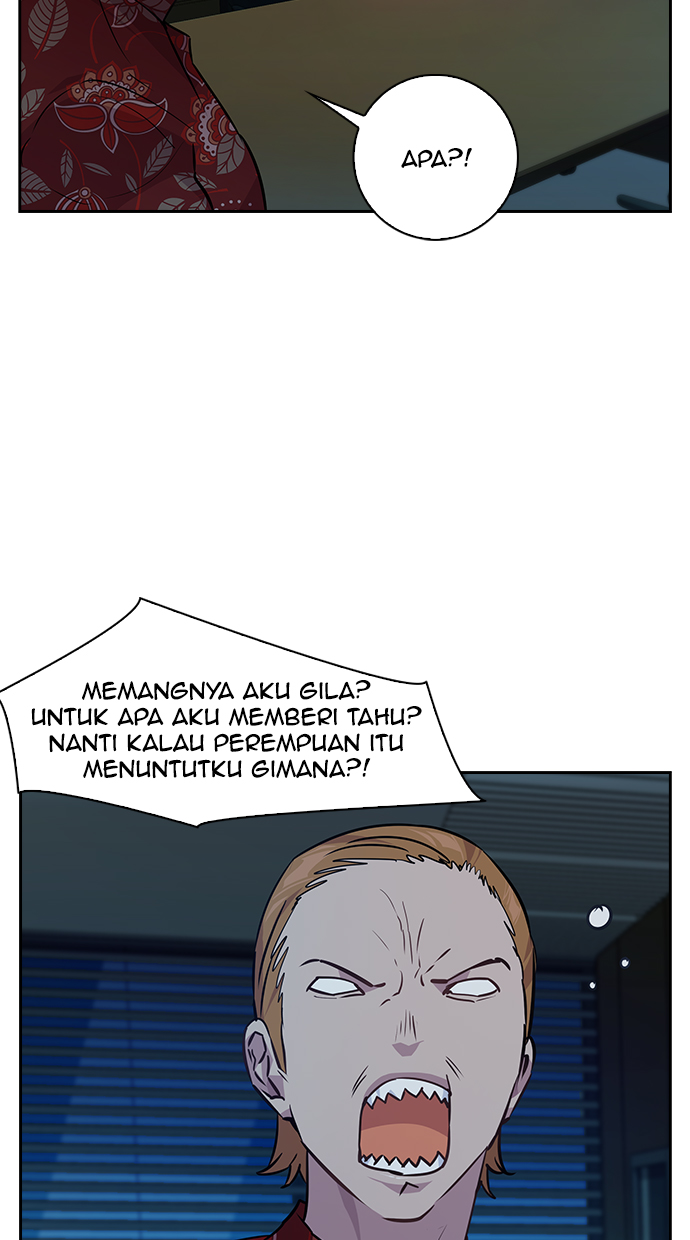 APA?!
MEMANGNYA AKU GILA?
UNTUK APA AKU MEMBERI TAHU?
NANTI KALAU PEREMPUAN ITU
MENUNTUTKU GIMANA?!